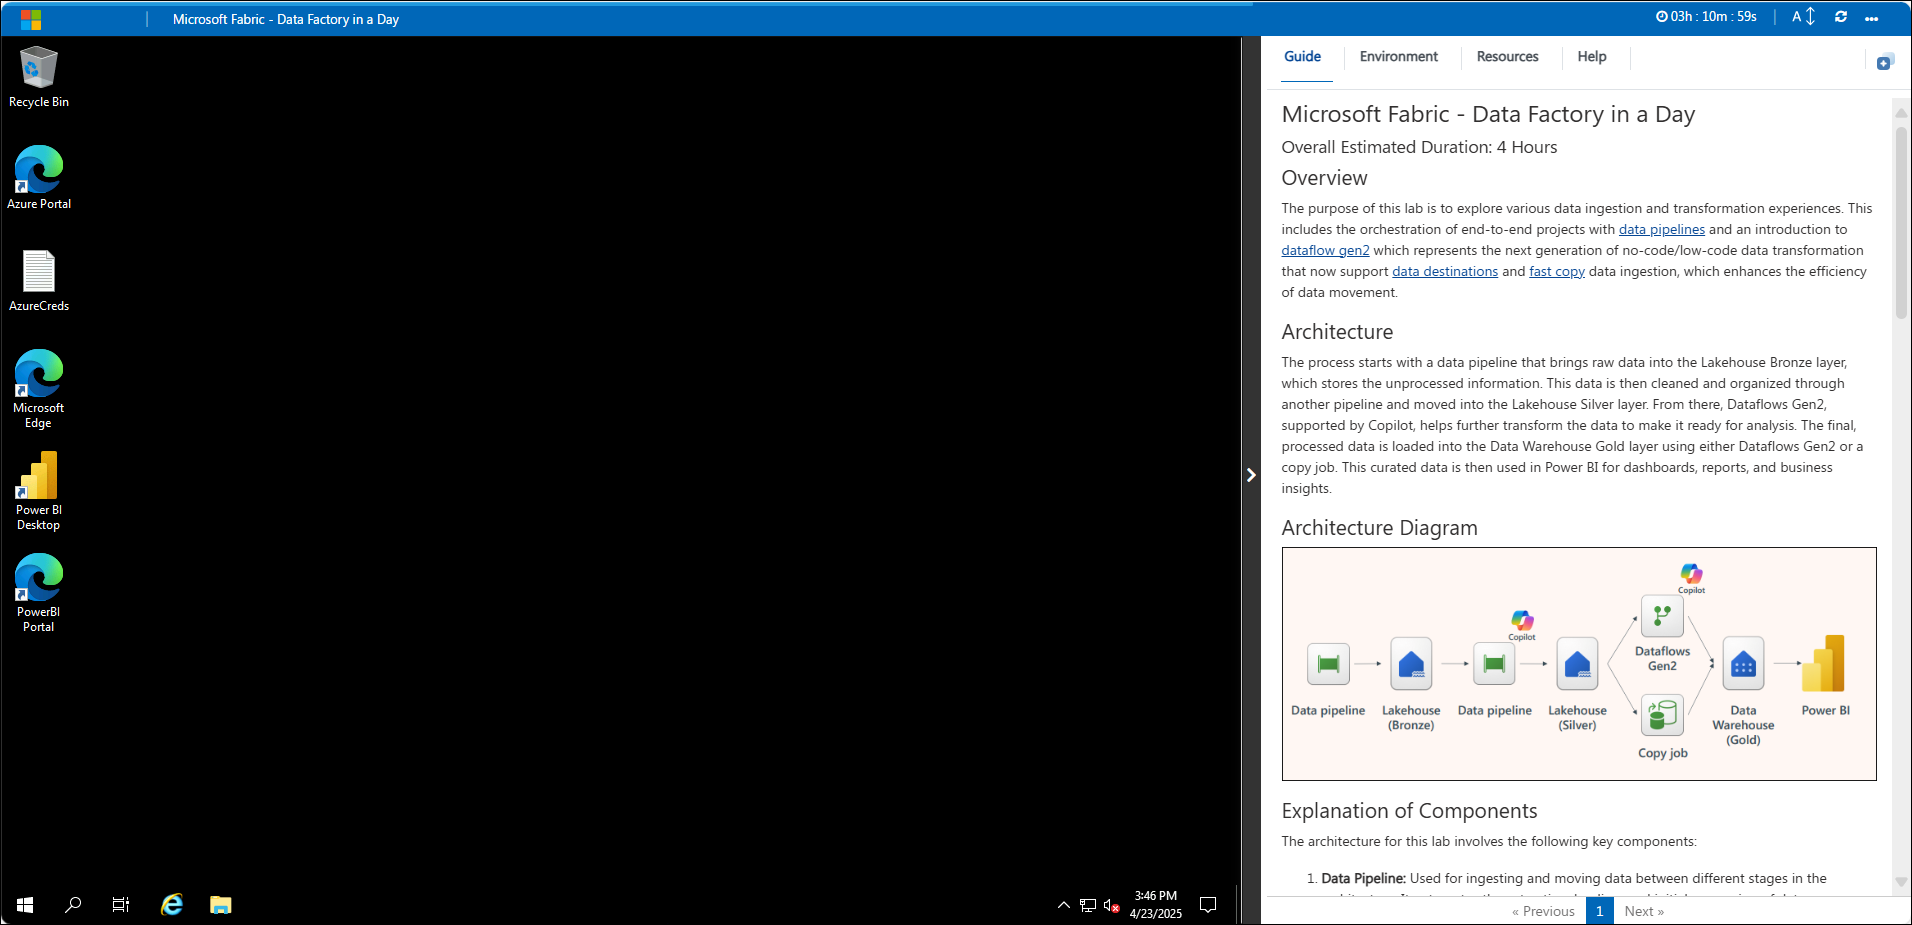 Microsoft Fabric - Data Factory in a Day
03h : 10m : 59s
A
Recycle Bin
Azure Portal
AzureCreds
Microsoft
Edge
Power BI
Desktop
PowerBI
Portal
3:46 PM
4/23/2025
Guide
Environment
Resources
Help
Microsoft Fabric - Data Factory in a Day
Overall Estimated Duration: 4 Hours
Overview
The purpose of this lab is to explore various data ingestion and transformation experiences. This
includes the orchestration of end-to-end projects with data pipelines and an introduction to
dataflow gen2 which represents the next generation of no-code/low-code data transformation
that now support data destinations and fast copy data ingestion, which enhances the efficiency
of data movement.
Architecture
The process starts with a data pipeline that brings raw data into the Lakehouse Bronze layer,
which stores the unprocessed information. This data is then cleaned and organized through
another pipeline and moved into the Lakehouse Silver layer. From there, Dataflows Gen2,
supported by Copilot, helps further transform the data to make it ready for analysis. The final,
processed data is loaded into the Data Warehouse Gold layer using either Dataflows Gen2 or a
copy job. This curated data is then used in Power BI for dashboards, reports, and business
insights.
Architecture Diagram
Copilot
Copilot
Dataflows
Gen2
Data pipeline
Lakehouse
(Bronze)
Data pipeline
Lakehouse
(Silver)
Copy job
Data
Warehouse
(Gold)
Power BI
Explanation of Components
The architecture for this lab involves the following key components:
1. Data Pipeline: Used for ingesting and moving data between different stages in the
« Previous
1
Next »